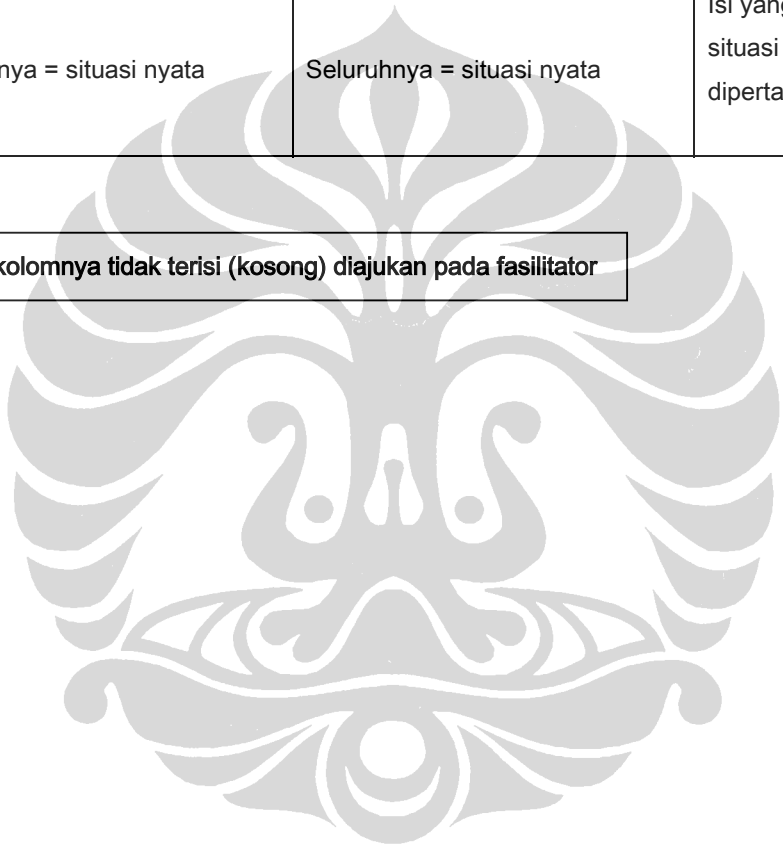 nya = situasi nyata
Seluruhnya = situasi nyata
Isi yang
situasi
diperta
kolomnya tidak terisi (kosong) diajukan pada fasilitator